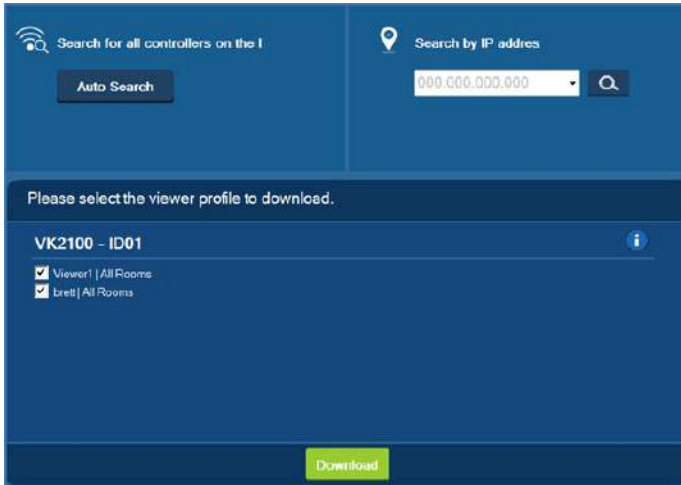 Search for all controllers on the l
Auto Search
Search by IP addres
000.000.000.000
Please select the viewer profile to download.
VK2100 - ID01
Viewer1 | All Rooms
brett | All Rooms
Download